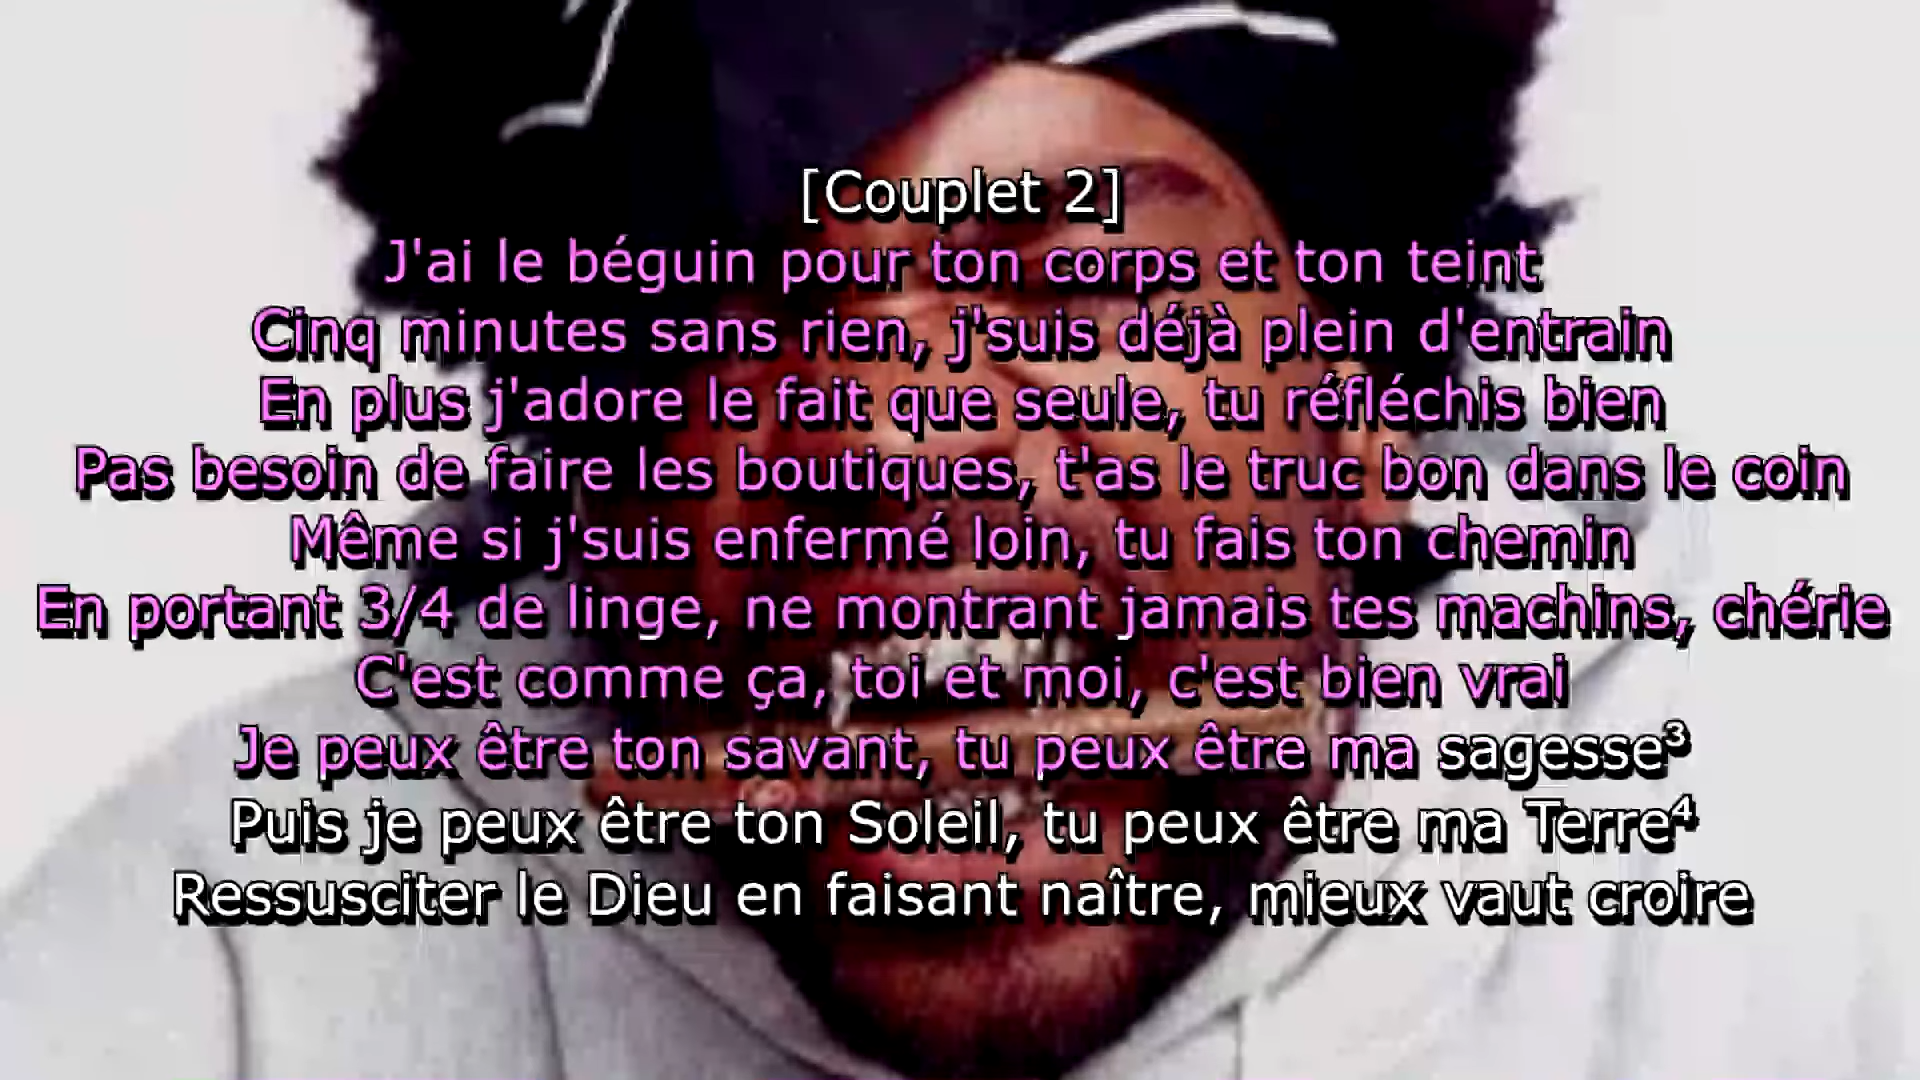 [Couplet 2]
J'ai le béguin pour ton corps et ton teint
Cinq minutes sans rien, j'suis déjà plein d'entrain
En plus j'adore le fait que seule, tu réfléchis bien
Pas besoin de faire les boutiques, t'as le truc bon dans le coin
Même si j'suis enfermé loin, tu fais ton chemin
En portant 3/4 de linge, ne montrant jamais tes machins, chérie
C'est comme ça, toi et moi, c'est bien vrai
Je peux être ton savant, tu peux être ma sagesse³
Puis je peux être ton Soleil, tu peux être ma Terre⁴
Ressusciter le Dieu en faisant naître, mieux vaut croire